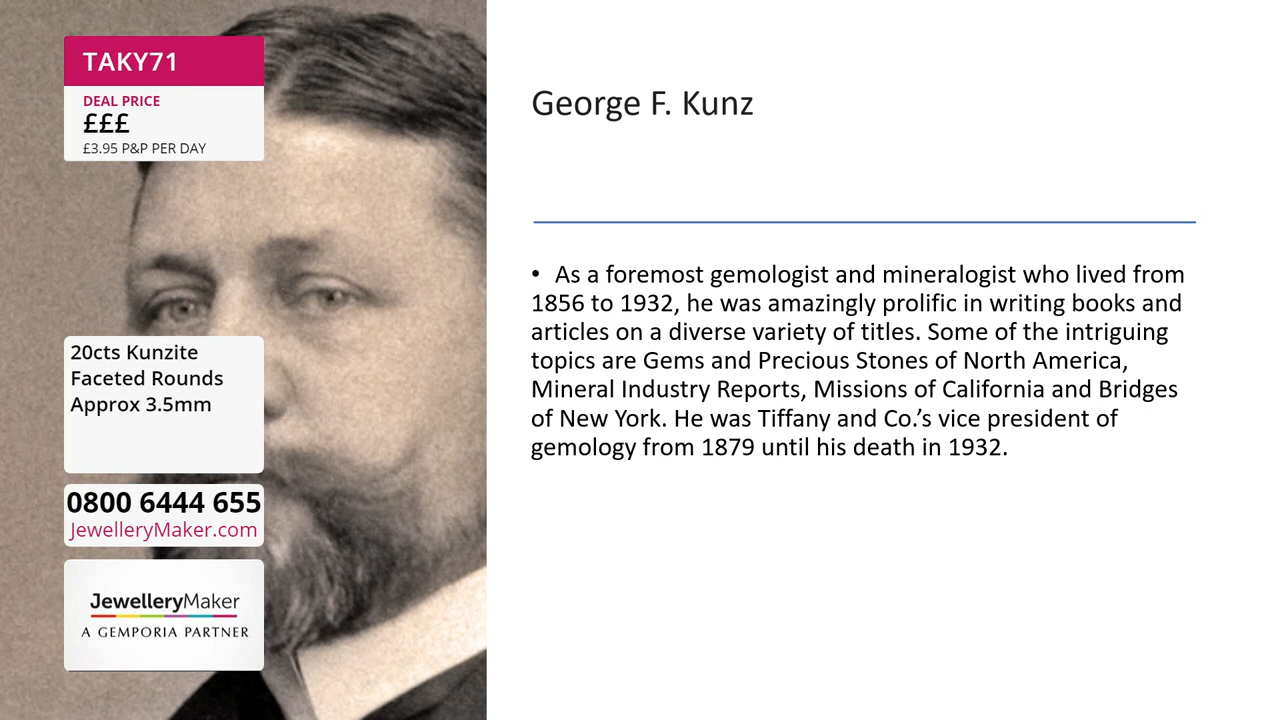 TAKY71
DEAL PRICE
£££
£3.95 P&P PER DAY
20cts Kunzite
Faceted Rounds
Approx 3.5mm
0800 6444 655
JewelleryMaker.com
JewelleryMaker
A GEMPORIA PARTNER
George F. Kunz
• As a foremost gemologist and mineralogist who lived from
1856 to 1932, he was amazingly prolific in writing books and
articles on a diverse variety of titles. Some of the intriguing
topics are Gems and Precious Stones of North America,
Mineral Industry Reports, Missions of California and Bridges
of New York. He was Tiffany and Co.’s vice president of
gemology from 1879 until his death in 1932.